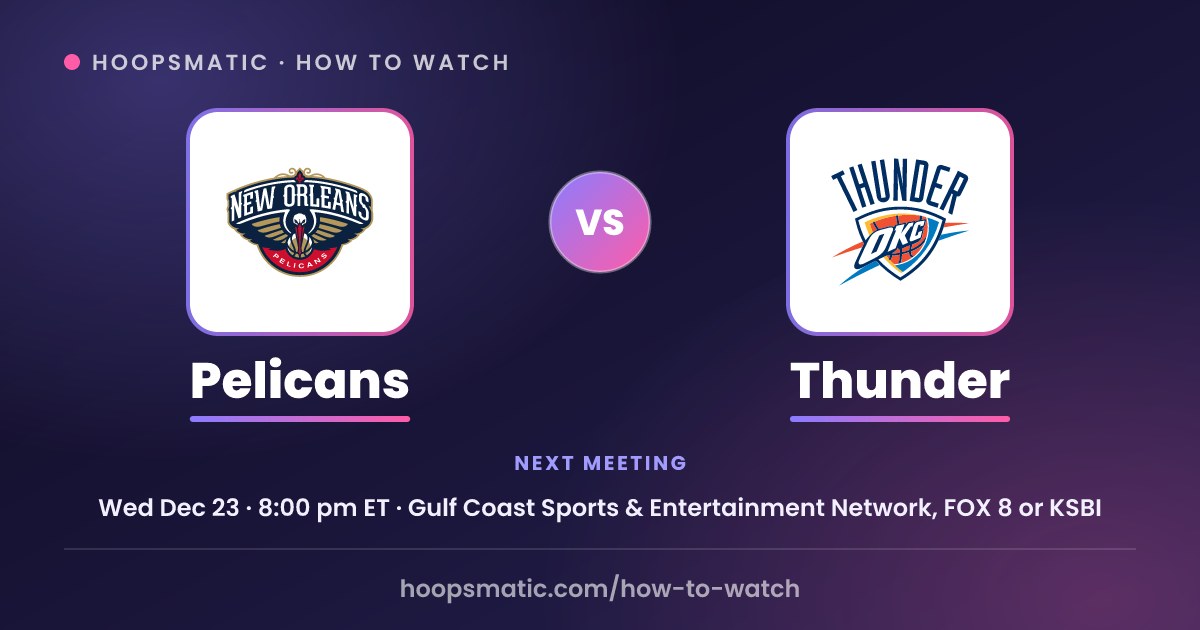 HOOPSMATIC · HOW TO WATCH
NEW ORLEANS
PELICANS
VS
THUNDER
OKC
Pelicans
Thunder
NEXT MEETING
Wed Dec 23 · 8:00 pm ET · Gulf Coast Sports & Entertainment Network, FOX 8 or KSBI
hoopsmatic.com/how-to-watch